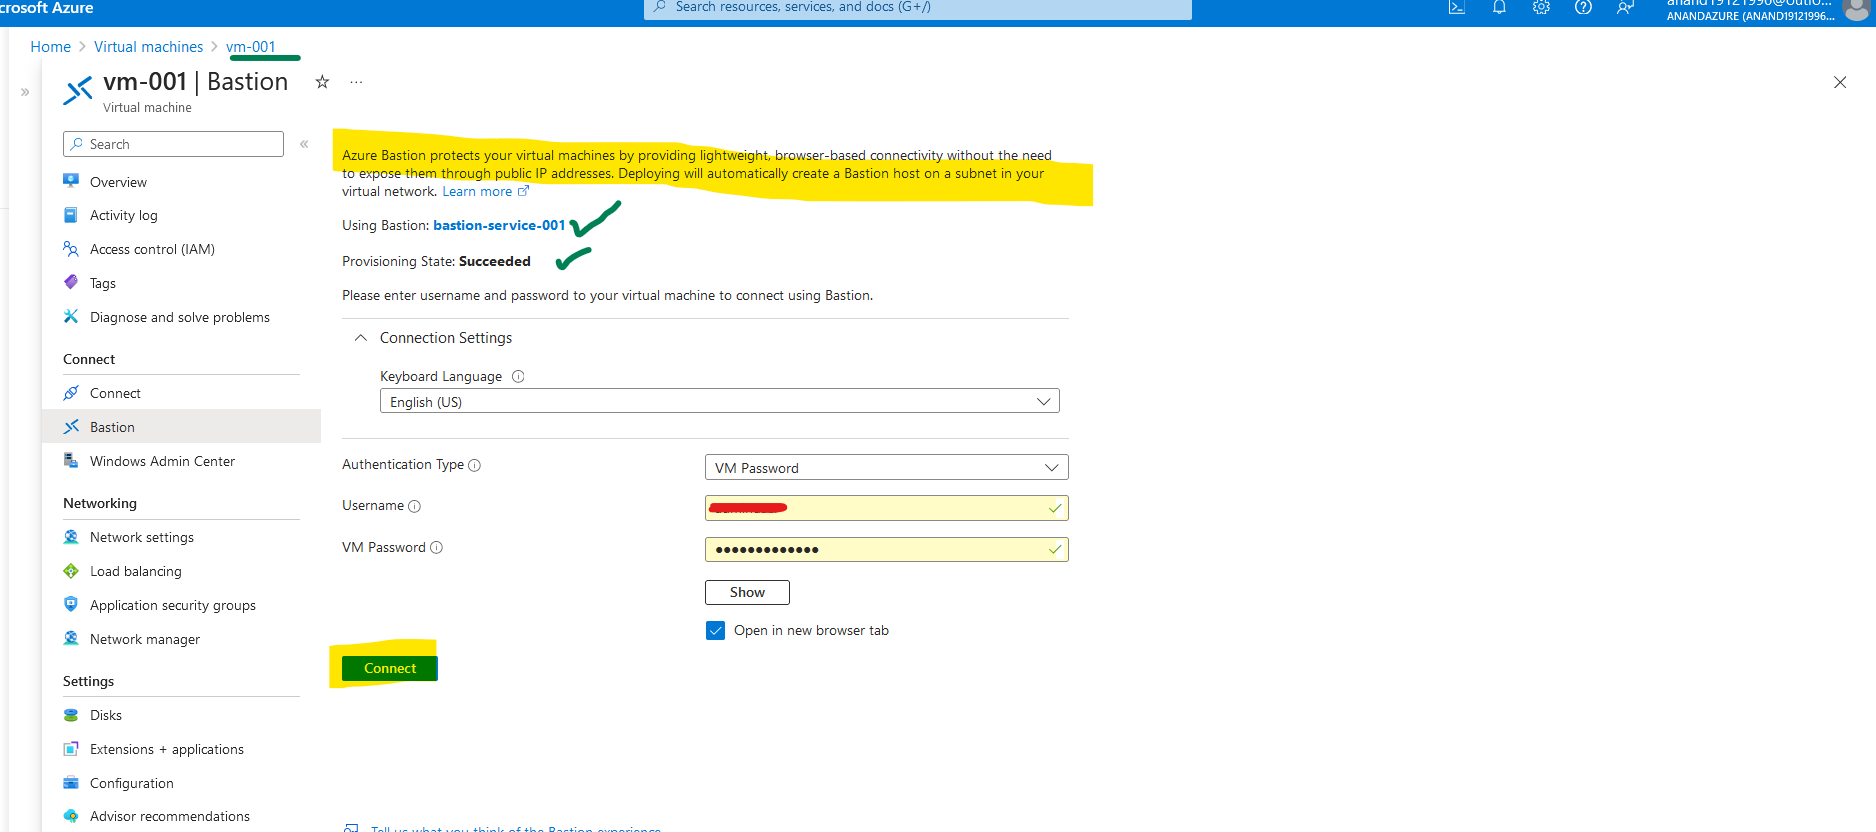 crosoft Azure
Search resources, services, and docs (G+/)
ANANDAZURE (ANAND19121996...
Home > Virtual machines > vm-001
vm-001 | Bastion
Virtual machine
Search
Overview
Activity log
Access control (IAM)
Tags
Diagnose and solve problems
Connect
Connect
Bastion
Windows Admin Center
Networking
Network settings
Load balancing
Application security groups
Network manager
Settings
Disks
Extensions + applications
Configuration
Advisor recommendations
Azure Bastion protects your virtual machines by providing lightweight, browser-based connectivity without the need
to expose them through public IP addresses. Deploying will automatically create a Bastion host on a subnet in your
virtual network. Learn more
Using Bastion: bastion-service-001
Provisioning State: Succeeded
Please enter username and password to your virtual machine to connect using Bastion.
Connection Settings
Keyboard Language
English (US)
Authentication Type
VM Password
Username
VM Password
Show
Open in new browser tab
Connect
Tell us what you think of the Bastion experience